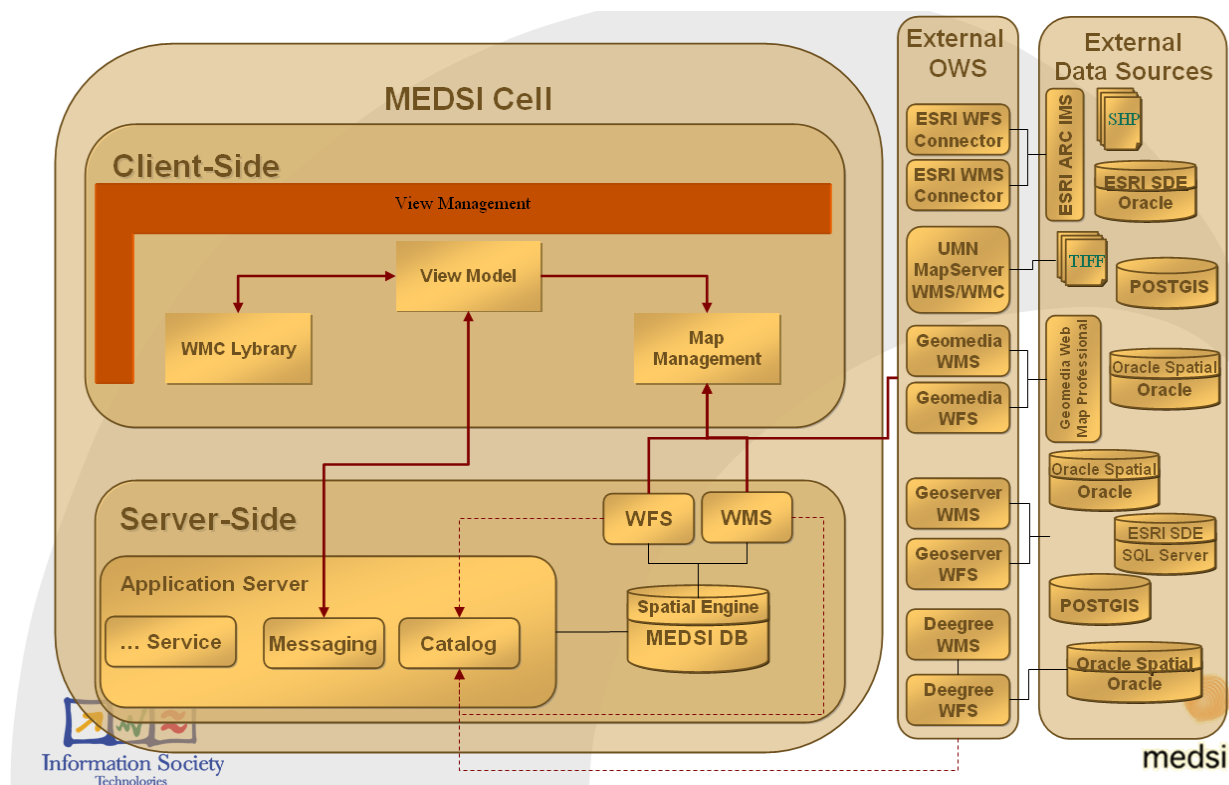 MEDSI Cell
Client-Side
View Management
View Model
WMC Lybrary
Map
Management
Server-Side
WFS
WMS
Application Server
... Service
Messaging
Catalog
Spatial Engine
MEDSI DB
External
OWS
ESRI WFS
Connector
ESRI WMS
Connector
UMN
MapServer
WMS/WMC
Geomedia
WMS
Geomedia
WFS
Geoserver
WMS
Geoserver
WFS
Deegree
WMS
Deegree
WFS
External
Data Sources
ESRI ARC IMS
SHP
ESRI SDE
Oracle
TIFF
POSTGIS
Geomedia Web
Map Professional
Oracle Spatial
Oracle
Oracle Spatial
Oracle
ESRI SDE
SQL Server
POSTGIS
Oracle Spatial
Oracle
Information Society
Technologies
medsi